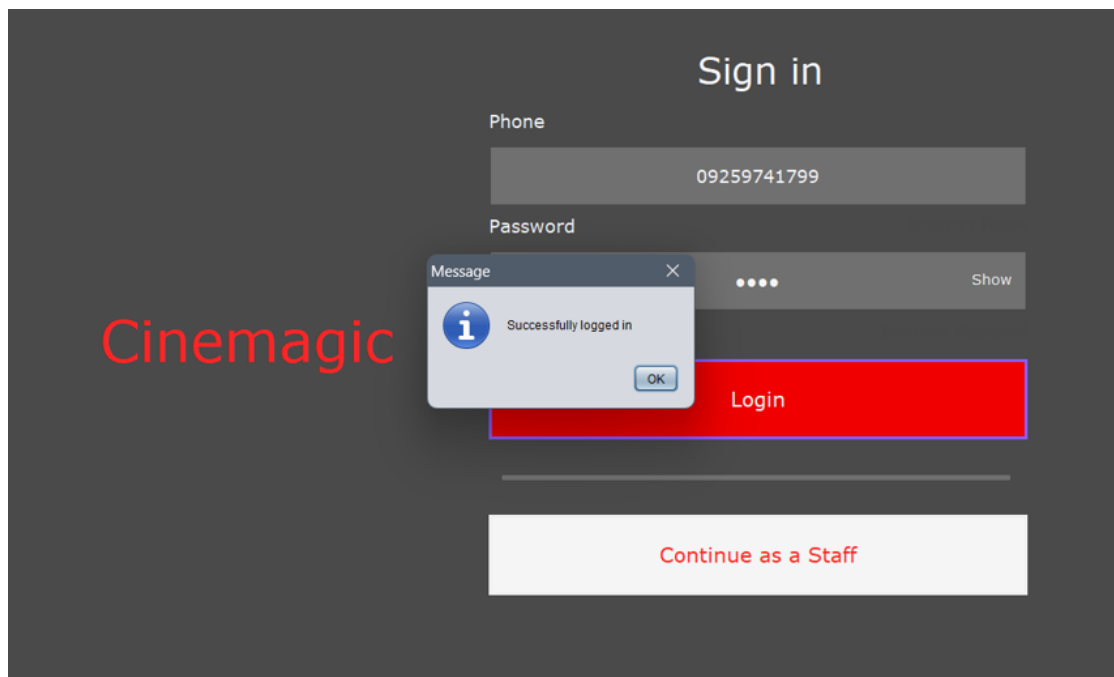 Sign in
Phone
09259741799
Password
•••• Show
Message
Successfully logged in
OK
Cinemagic
Login
Continue as a Staff